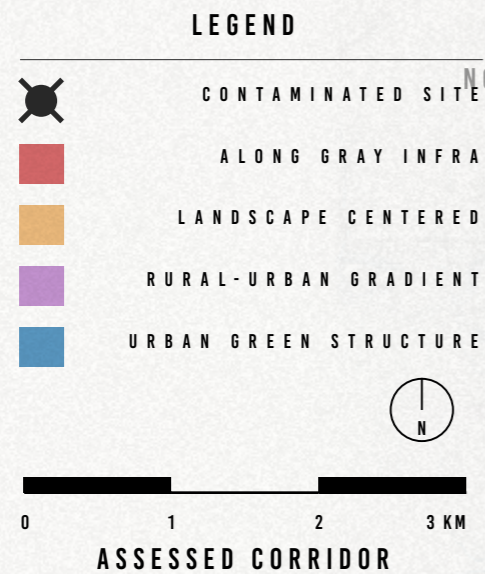 LEGEND
CONTAMINATED SITE
ALONG GRAY INFRA
LANDSCAPE CENTERED
RURAL-URBAN GRADIENT
URBAN GREEN STRUCTURE
N
0 1 2 3 KM
ASSESSED CORRIDOR